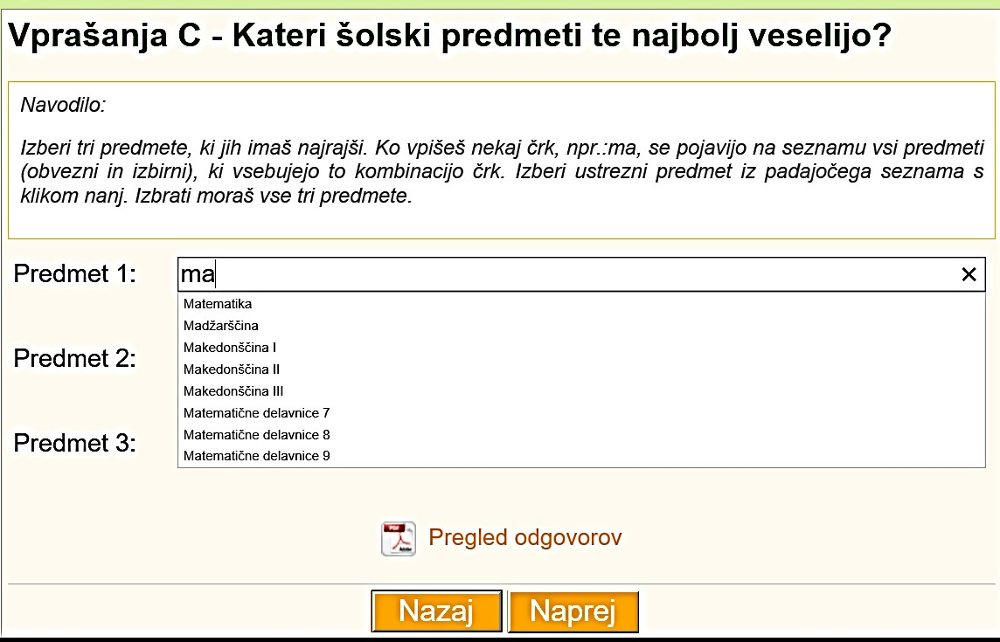 Vprašanja C - Kateri šolski predmeti te najbolj veselijo?
Navodilo:
Izberi tri predmete, ki jih imaš najrajši. Ko vpišeš nekaj črk, npr.:ma, se pojavijo na seznamu vsi predmeti
(obvezni in izbirni), ki vsebujejo to kombinacijo črk. Izberi ustrezni predmet iz padajočega seznama s
klikom nanj. Izbrati moraš vse tri predmete.
Predmet 1:
ma
Matematika
Madžarščina
Makedonščina I
Predmet 2:
Makedonščina II
Makedonščina III
Matematične delavnice 7
Matematične delavnice 8
Predmet 3:
Matematične delavnice 9
PDF
Adobe
Pregled odgovorov
Nazaj
Naprej